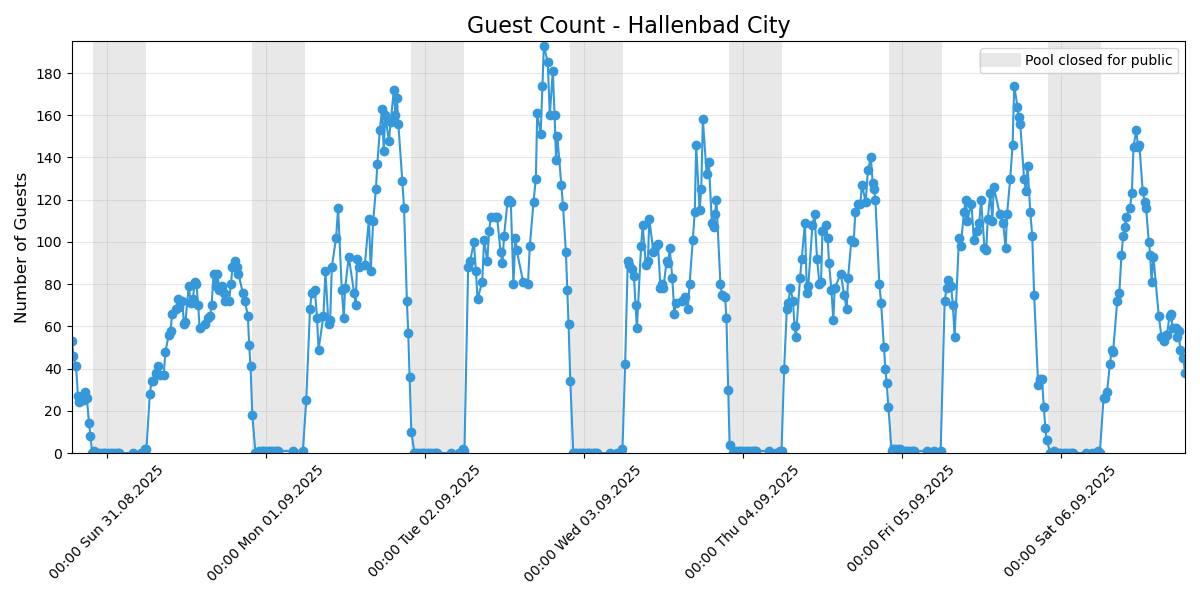 Guest Count - Hallenbad City
Pool closed for public
Number of Guests
180
160
140
120
100
80
60
40
20
0
00:00 Sun 31.08.2025
00:00 Mon 01.09.2025
00:00 Tue 02.09.2025
00:00 Wed 03.09.2025
00:00 Thu 04.09.2025
00:00 Fri 05.09.2025
00:00 Sat 06.09.2025